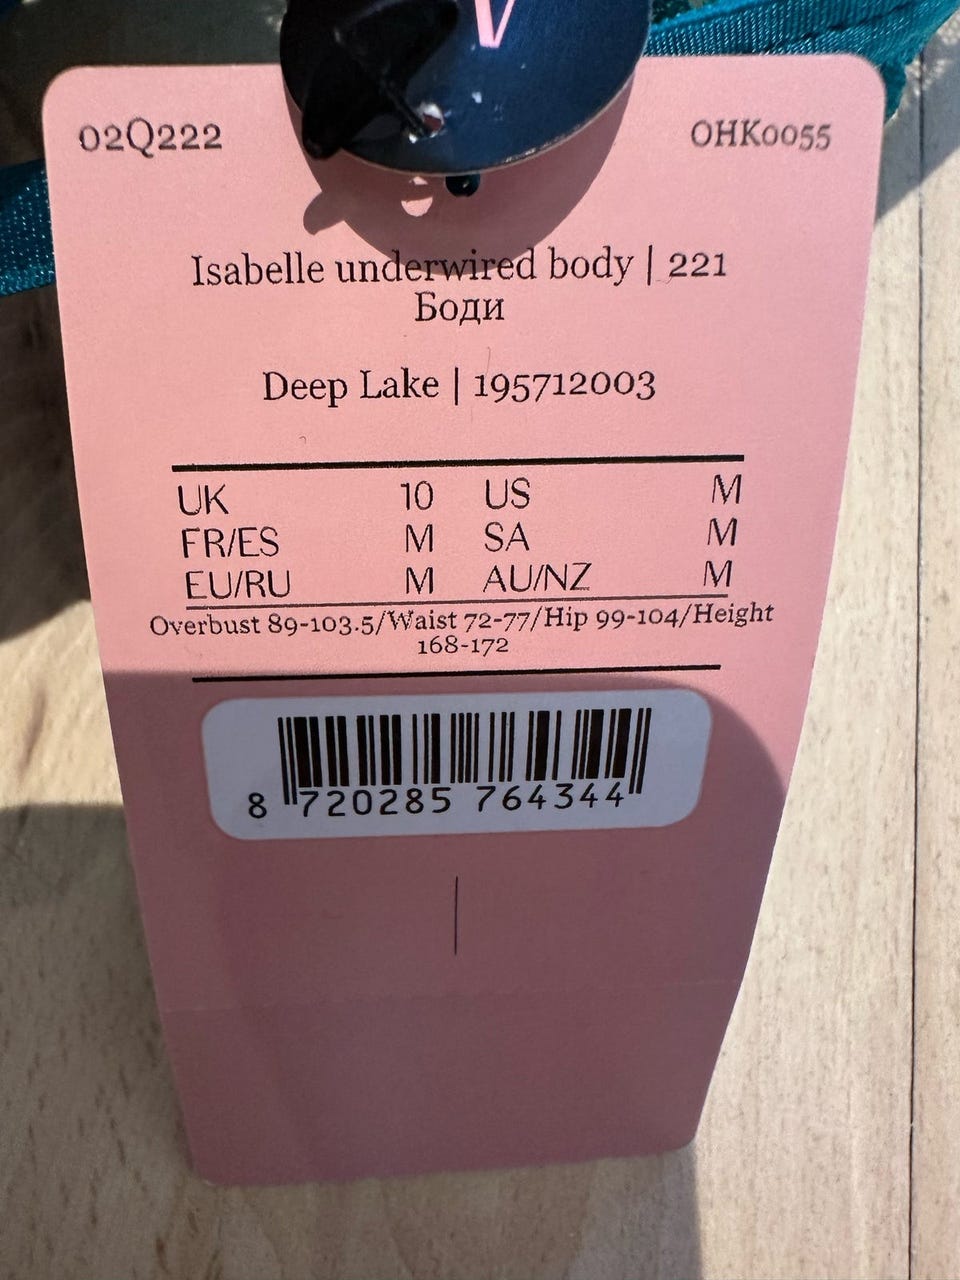 V
02Q222
OHK0055
Isabelle underwired body | 221
Боди
Deep Lake | 195712003
UK 10 US M
FR/ES M SA M
EU/RU M AU/NZ M
Overbust 89-103.5/Waist 72-77/Hip 99-104/Height
168-172
8 720285 764344